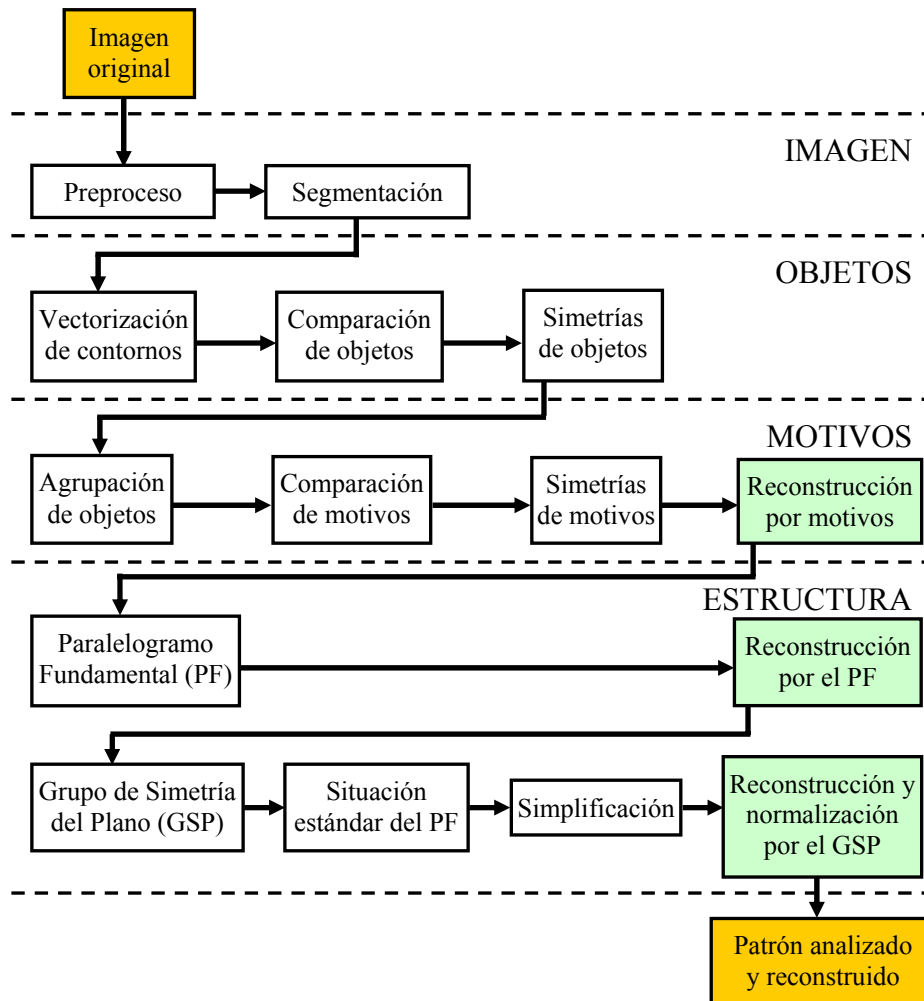 Imagen
original
IMAGEN
Preproceso
Segmentación
OBJETOS
Vectorización
de contornos
Comparación
de objetos
Simetrías
de objetos
MOTIVOS
Agrupación
de objetos
Comparación
de motivos
Simetrías
de motivos
Reconstrucción
por motivos
ESTRUCTURA
Paralelogramo
Fundamental (PF)
Reconstrucción
por el PF
Grupo de Simetría
del Plano (GSP)
Situación
estándar del PF
Simplificación
Reconstrucción y
normalización
por el GSP
Patrón analizado
y reconstruido